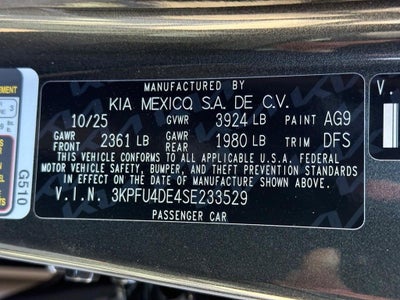 MANUFACTURED BY
KIA MEXICO, S.A. DE C.V.
10/25 GVWR 3924 LB PAINT AG9
GAWR FRONT 2361 LB GAWR REAR 1980 LB TRIM DFS
THIS VEHICLE CONFORMS TO ALL APPLICABLE U.S.A. FEDERAL
MOTOR VEHICLE SAFETY, BUMPER, AND THEFT PREVENTION STANDARDS
IN EFFECT ON THE DATE OF MANUFACTURE SHOWN ABOVE.
V.I.N. 3KPFU4DE4SE233529
PASSENGER CAR
G510
3
V.